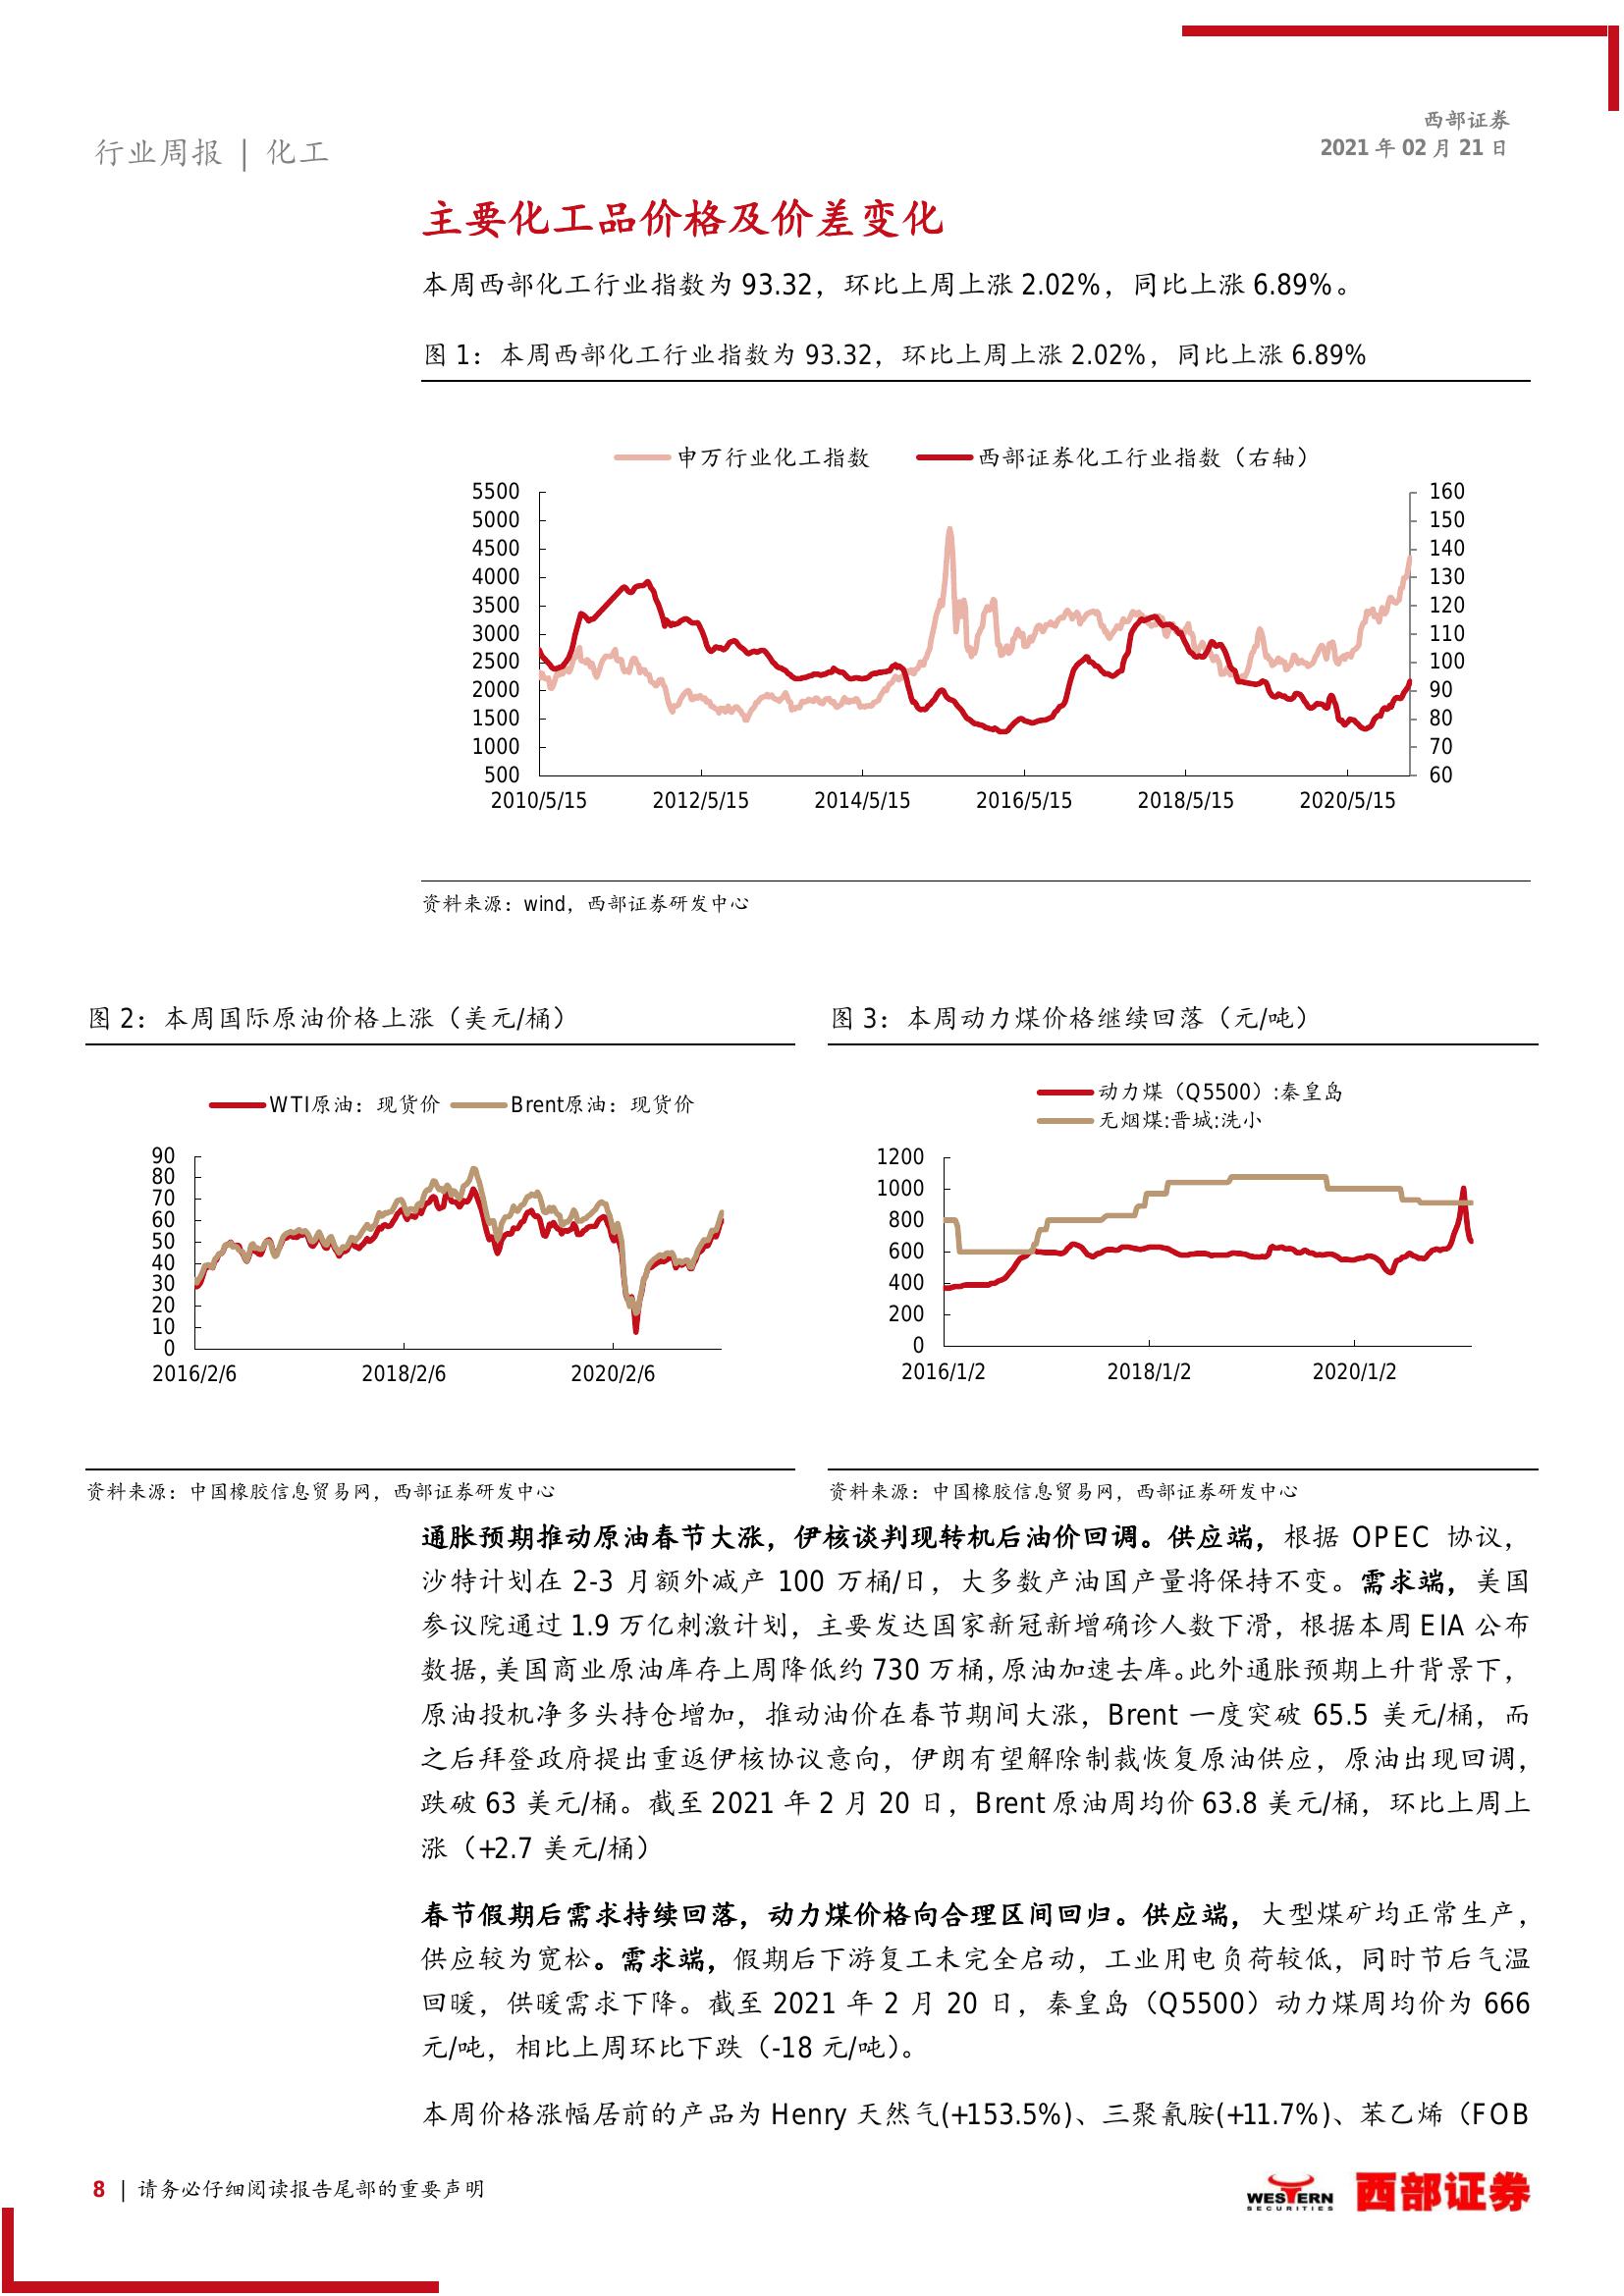 西部证券
行业周报 | 化工
2021 年 02 月 21 日
主要化工品价格及价差变化
本周西部化工行业指数为 93.32，环比上周上涨 2.02%，同比上涨 6.89%。
图 1：本周西部化工行业指数为 93.32，环比上周上涨 2.02%，同比上涨 6.89%
申万行业化工指数 西部证券化工行业指数（右轴）
5500 160
5000 150
4500 140
4000 130
3500 120
3000 110
2500 100
2000 90
1500 80
1000 70
500 60
2010/5/15 2012/5/15 2014/5/15 2016/5/15 2018/5/15 2020/5/15
资料来源：wind，西部证券研发中心
图 2：本周国际原油价格上涨（美元/桶）
WTI原油：现货价 Brent原油：现货价
90
80
70
60
50
40
30
20
10
0
2016/2/6 2018/2/6 2020/2/6
资料来源：中国橡胶信息贸易网，西部证券研发中心
图 3：本周动力煤价格继续回落（元/吨）
动力煤（Q5500）:秦皇岛
无烟煤:晋城:洗小
1200
1000
800
600
400
200
0
2016/1/2 2018/1/2 2020/1/2
资料来源：中国橡胶信息贸易网，西部证券研发中心
通胀预期推动原油春节大涨，伊核谈判现转机后油价回调。供应端，根据 OPEC 协议，
沙特计划在 2-3 月额外减产 100 万桶/日，大多数产油国产量将保持不变。需求端，美国
参议院通过 1.9 万亿刺激计划，主要发达国家新冠新增确诊人数下滑，根据本周 EIA 公布
数据，美国商业原油库存上周降低约 730 万桶，原油加速去库。此外通胀预期上升背景下，
原油投机净多头持仓增加，推动油价在春节期间大涨，Brent 一度突破 65.5 美元/桶，而
之后拜登政府提出重返伊核协议意向，伊朗有望解除制裁恢复原油供应，原油出现回调，
跌破 63 美元/桶。截至 2021 年 2 月 20 日，Brent 原油周均价 63.8 美元/桶，环比上周上
涨（+2.7 美元/桶）
春节假期后需求持续回落，动力煤价格向合理区间回归。供应端，大型煤矿均正常生产，
供应较为宽松。需求端，假期后下游复工未完全启动，工业用电负荷较低，同时节后气温
回暖，供暖需求下降。截至 2021 年 2 月 20 日，秦皇岛（Q5500）动力煤周均价为 666
元/吨，相比上周环比下跌（-18 元/吨）。
本周价格涨幅居前的产品为 Henry 天然气(+153.5%)、三聚氰胺(+11.7%)、苯乙烯（FOB
8 | 请务必仔细阅读报告尾部的重要声明
WESTERN
SECURITIES
西部证券